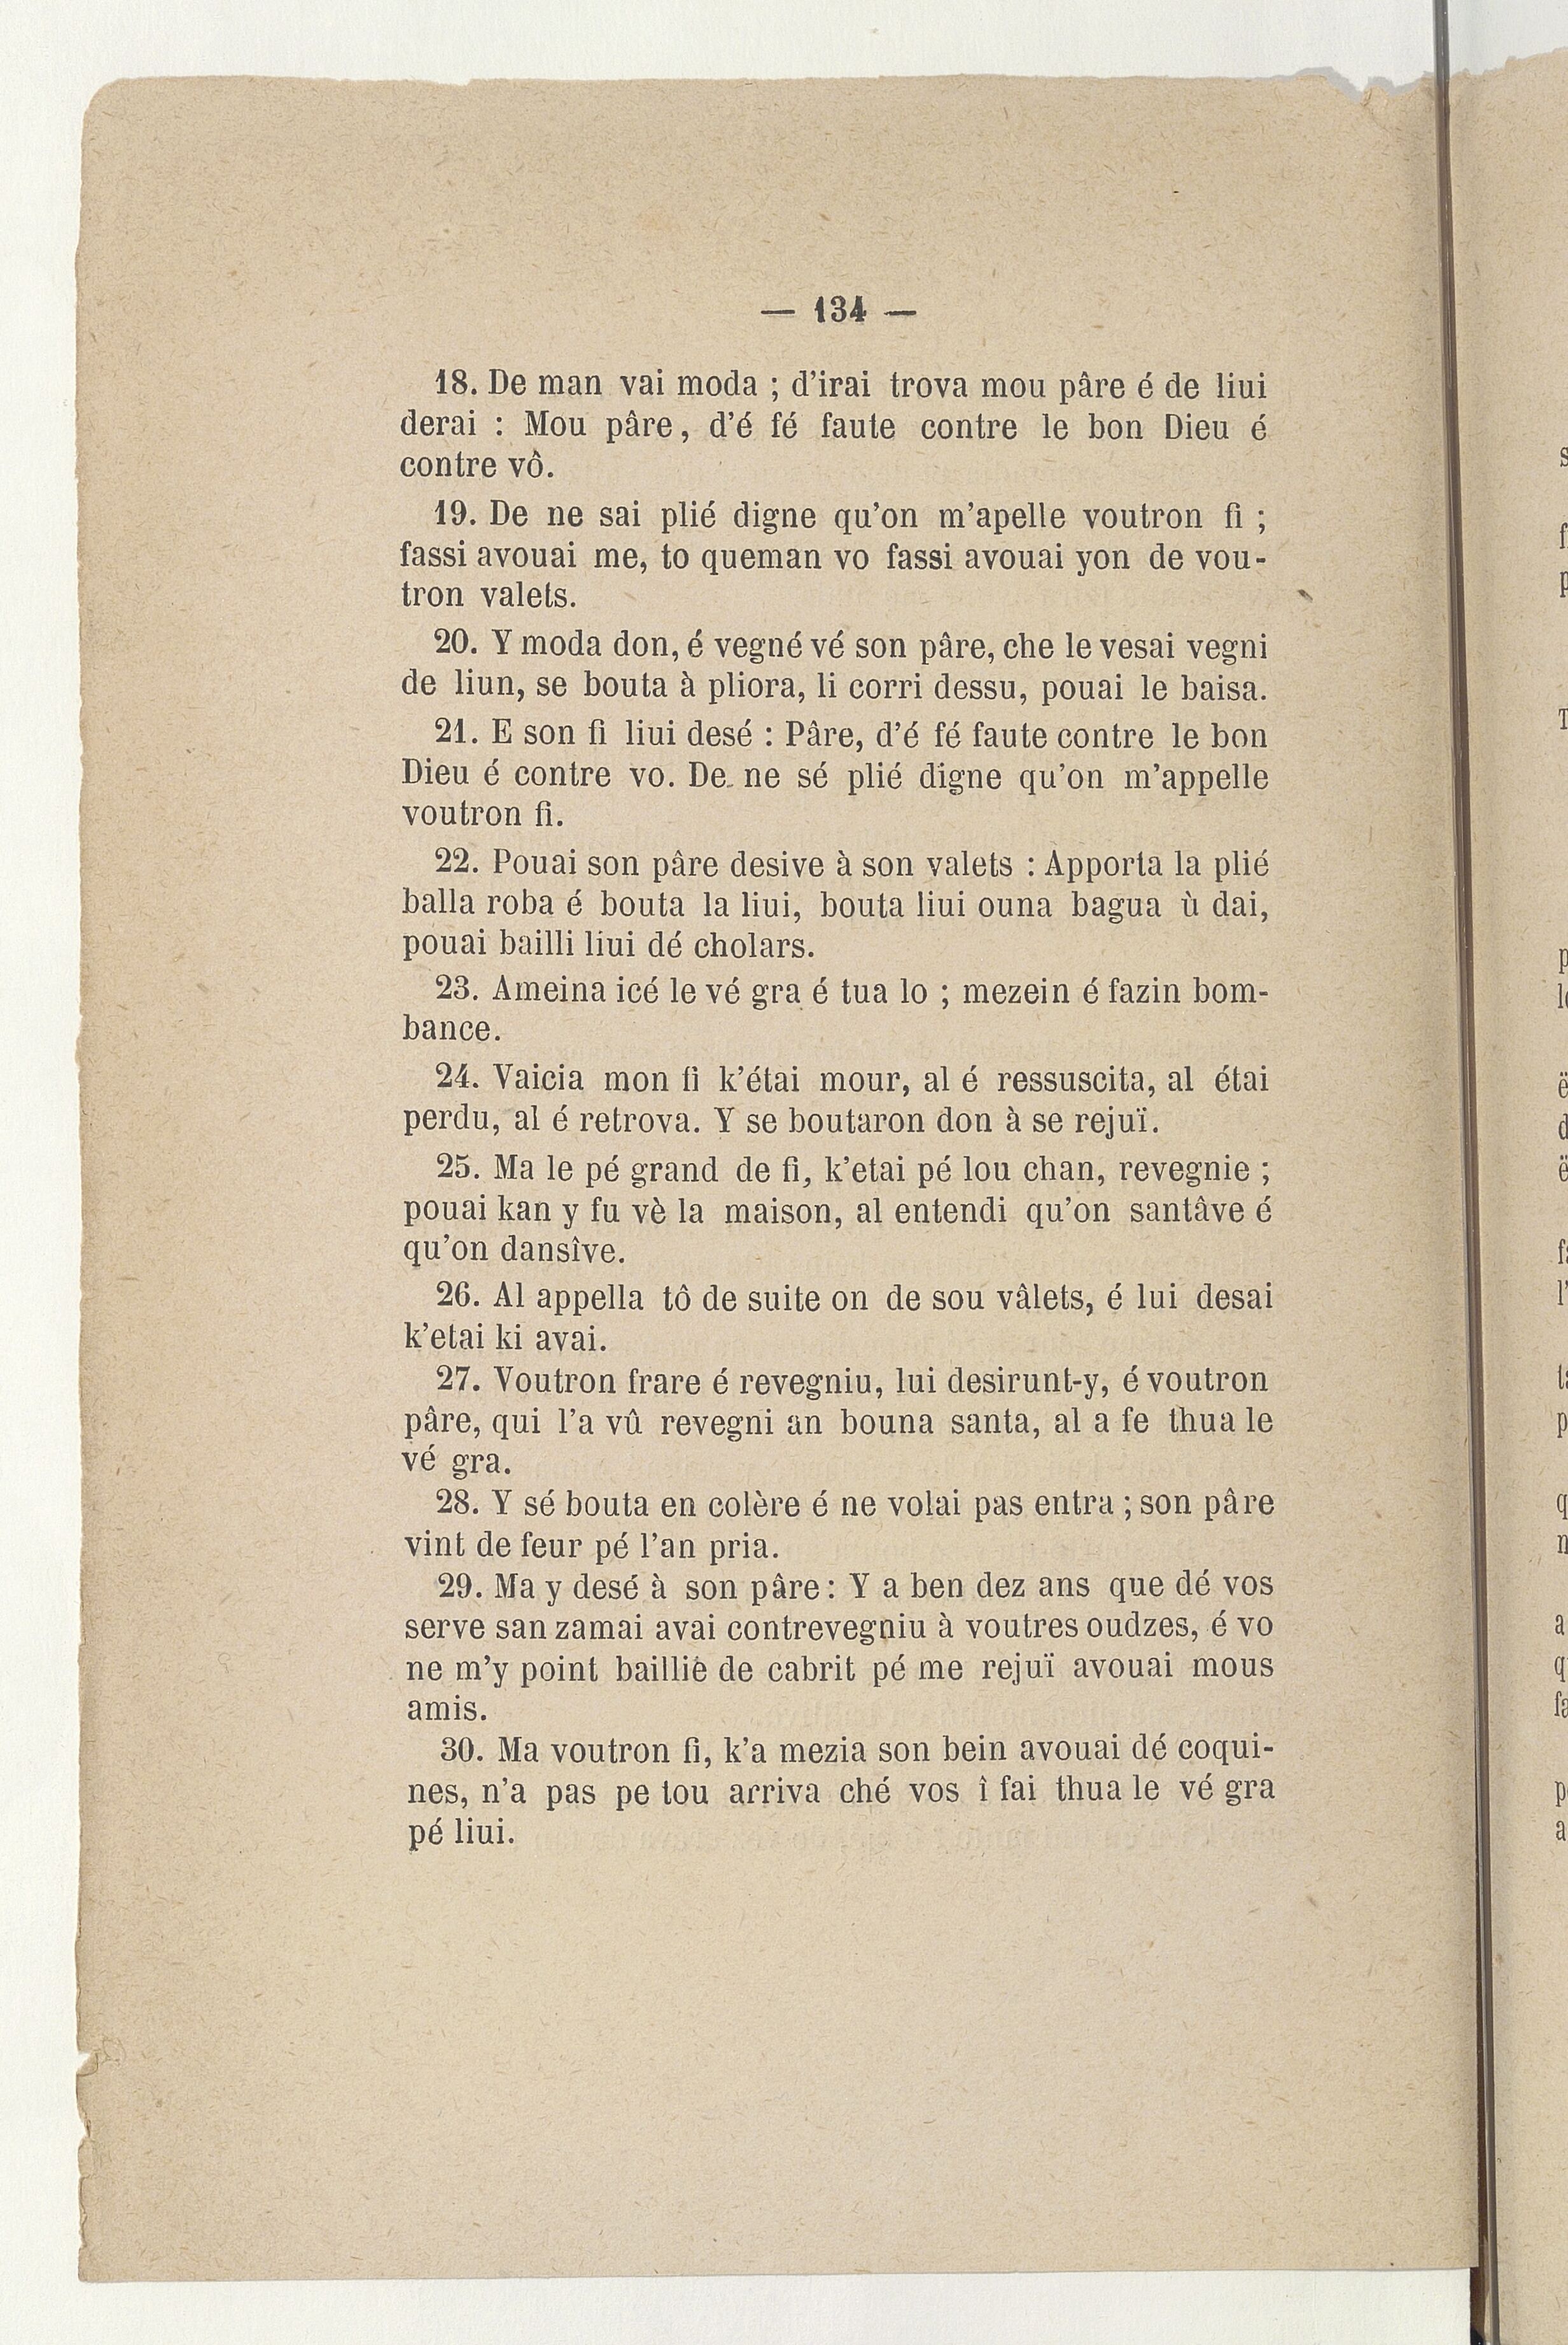 — 134 —
18. De man vai moda ; d'irai trova mou pâre é de liui
derai : Mou pâre, d'é fé faute contre le bon Dieu é
contre vô.
19. De ne sai plié digne qu'on m'apelle voutron fi ;
fassi avouai me, to queman vo fassi avouai yon de vou-
tron valets.
20. Y moda don, é vegné vé son pâre, che le vesai vegni
de liun, se bouta à pliora, li corri dessu, pouai le baisa.
21. E son fi liui desé : Pâre, d'é fé faute contre le bon
Dieu é contre vo. De ne sé plié digne qu'on m'appelle
voutron fi.
22. Pouai son pâre desive à son valets : Apporta la plié
balla roba é bouta la liui, bouta liui ouna bagua ù dai,
pouai bailli liui dé cholars.
23. Ameina icé le vé gra é tua lo ; mezein é fazin bom-
bance.
24. Vaicia mon fi k'étai mour, al é ressuscita, al étai
perdu, al é retrova. Y se boutaron don à se rejuï.
25. Ma le pé grand de fi, k'etai pé lou chan, revegnie ;
pouai kan y fu vè la maison, al entendi qu'on santâve é
qu'on dansîve.
26. Al appella tô de suite on de sou vâlets, é lui desai
k'etai ki avai.
27. Voutron frare é revegniu, lui desirunt-y, é voutron
pâre, qui l'a vû revegni an bouna santa, al a fe thua le
vé gra.
28. Y sé bouta en colère é ne volai pas entra ; son pâre
vint de feur pé l'an pria.
29. Ma y desé à son pâre : Y a ben dez ans que dé vos
serve san zamai avai contrevegniu à voutres oudzes, é vo
ne m'y point baillie de cabrit pé me rejuï avouai mous
amis.
30. Ma voutron fi, k'a mezia son bein avouai dé coqui-
nes, n'a pas pe tou arriva ché vos î fai thua le vé gra
pé liui.